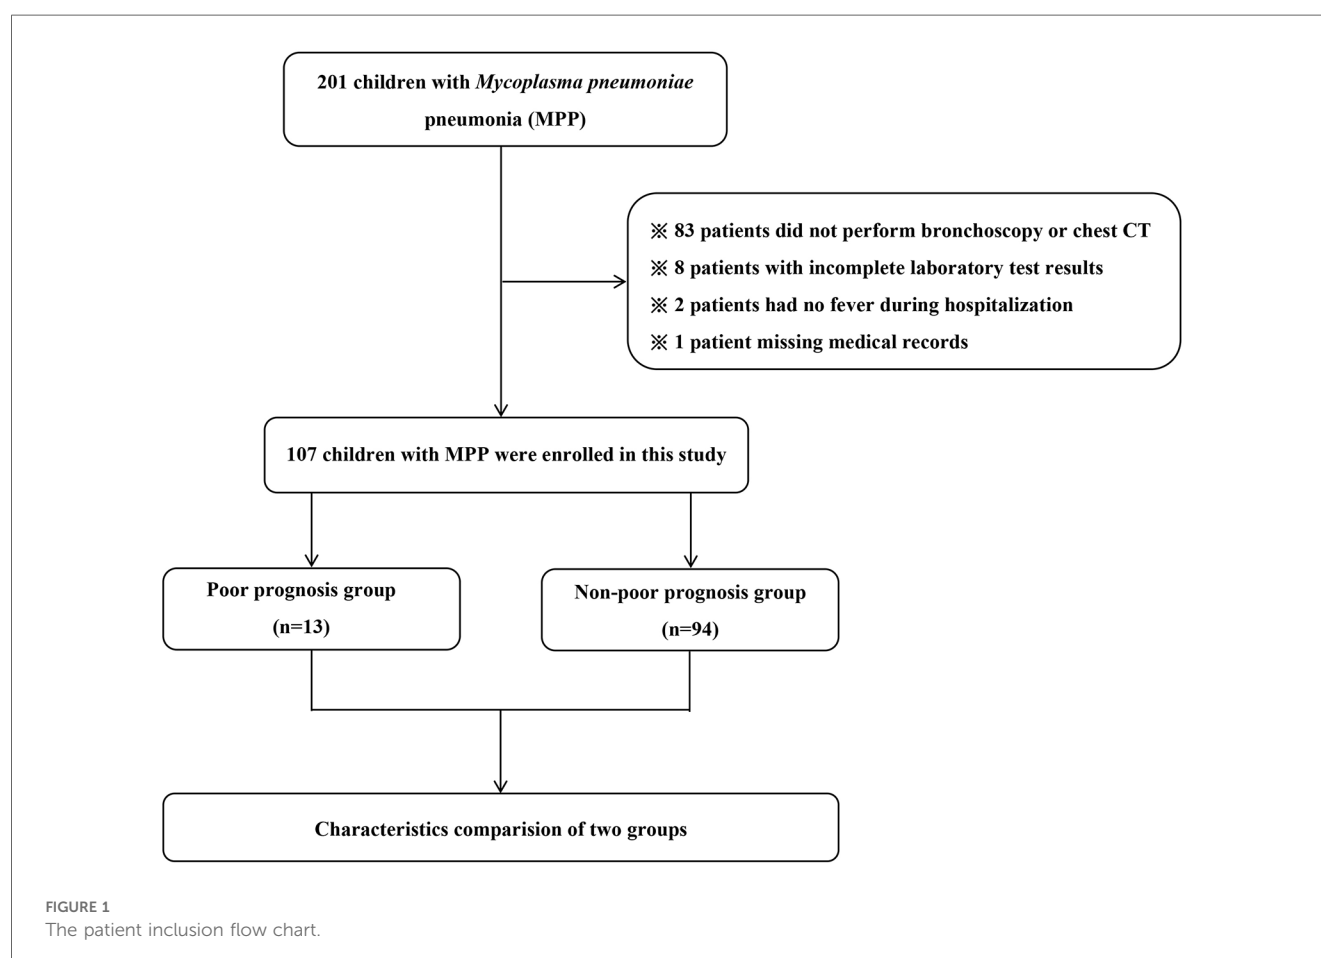 201 children with Mycoplasma pneumoniae
pneumonia (MPP)
※ 83 patients did not perform bronchoscopy or chest CT
※ 8 patients with incomplete laboratory test results
※ 2 patients had no fever during hospitalization
※ 1 patient missing medical records
107 children with MPP were enrolled in this study
Poor prognosis group
(n=13)
Non-poor prognosis group
(n=94)
Characteristics comparision of two groups
FIGURE 1
The patient inclusion flow chart.